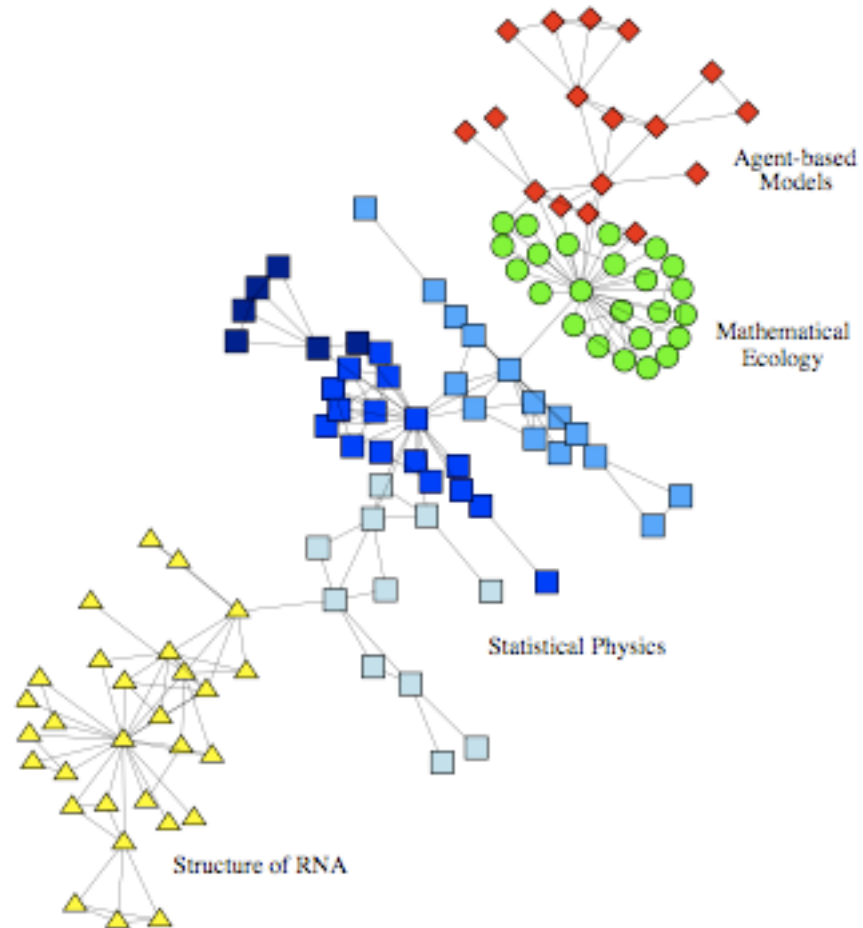 Agent-based
Models
Mathematical
Ecology
Statistical Physics
Structure of RNA